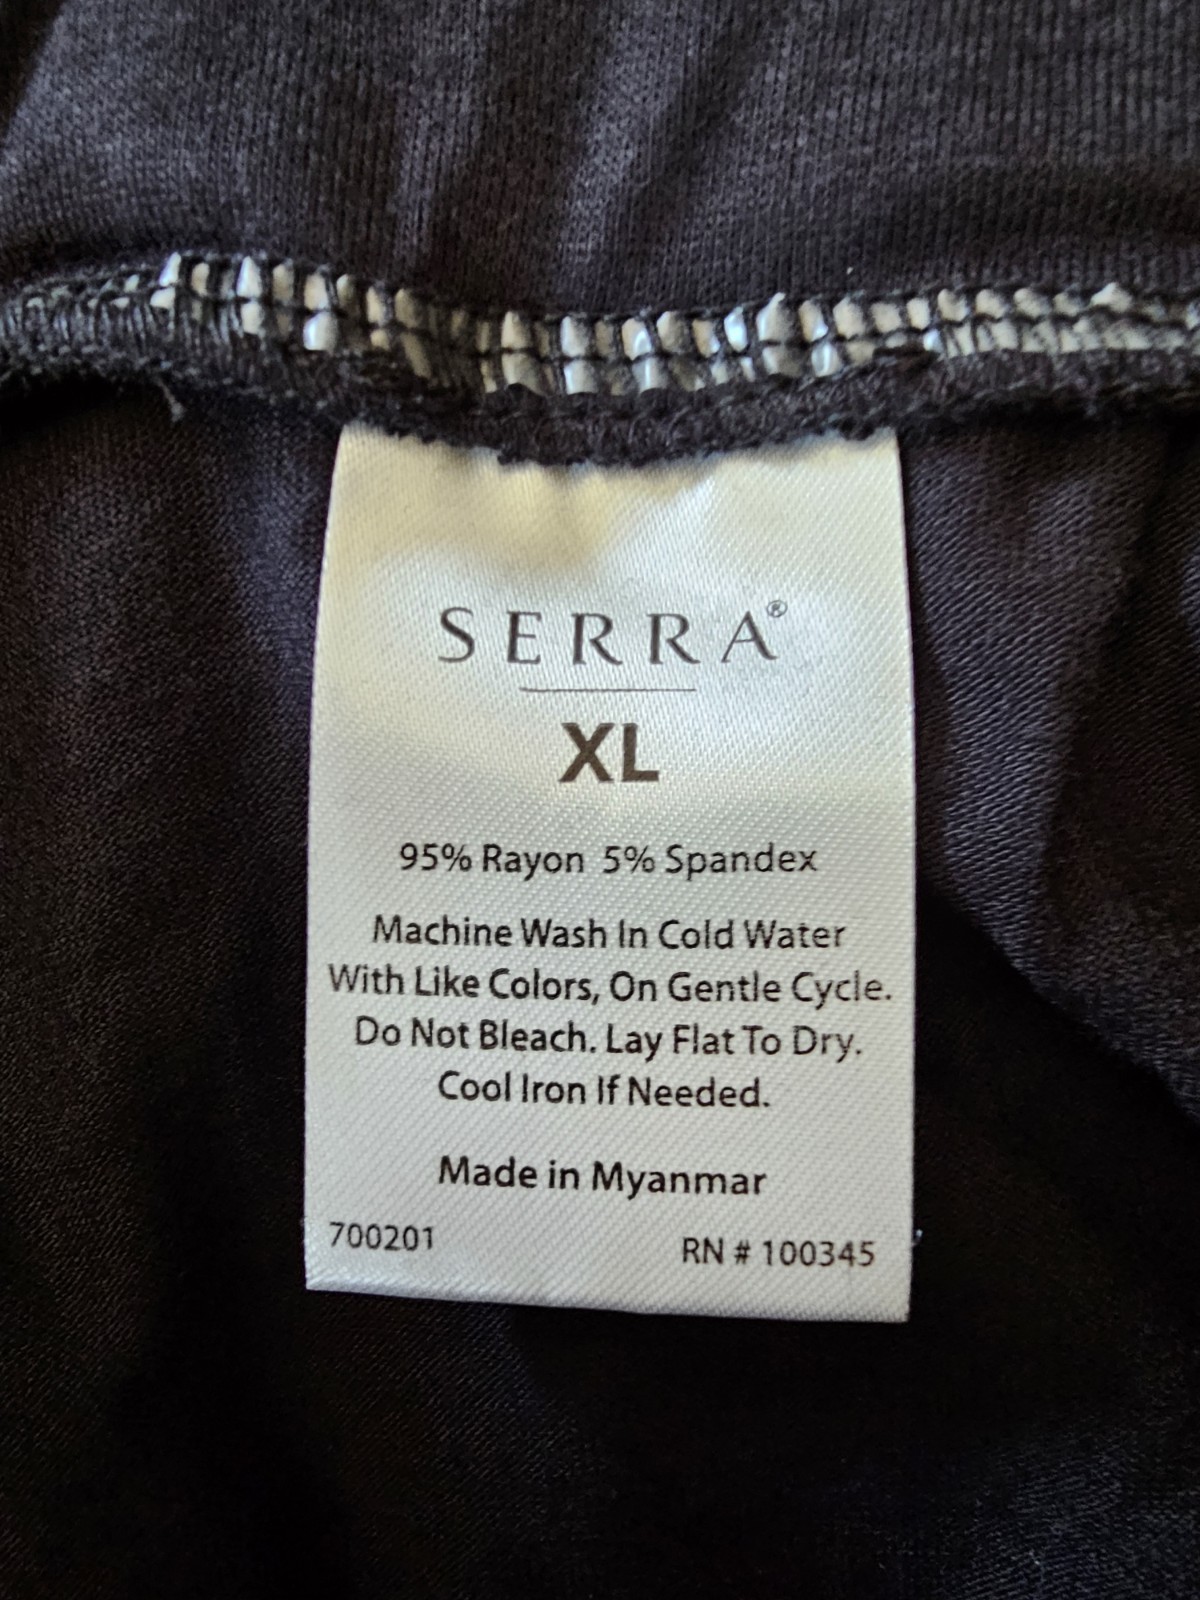 SERRA®
XL
95% Rayon 5% Spandex
Machine Wash In Cold Water
With Like Colors, On Gentle Cycle.
Do Not Bleach. Lay Flat To Dry.
Cool Iron If Needed.
Made in Myanmar
700201
RN # 100345